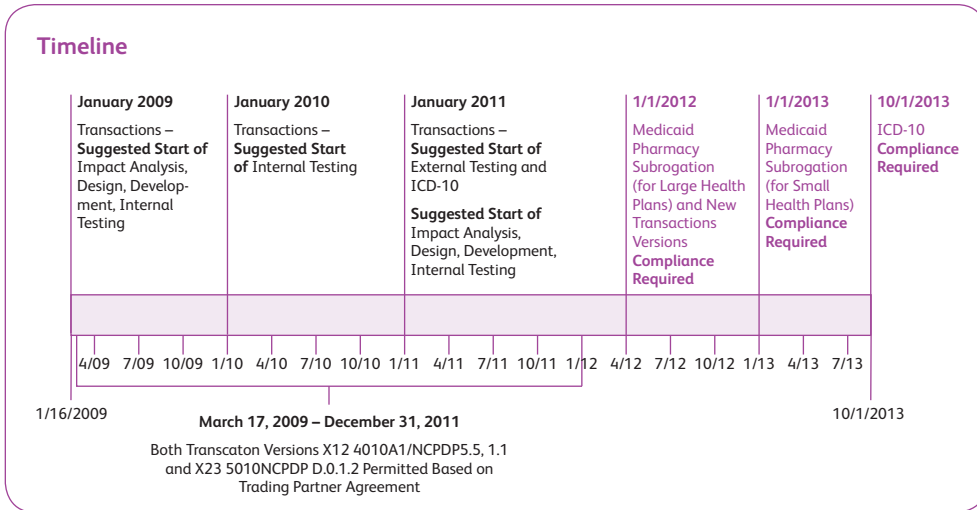 Timeline
January 2009
Transactions –
Suggested Start of
Impact Analysis,
Design, Develop-
ment, Internal
Testing
January 2010
Transactions –
Suggested Start
of Internal Testing
January 2011
Transactions –
Suggested Start of
External Testing and
ICD-10
Suggested Start of
Impact Analysis,
Design, Development,
Internal Testing
1/1/2012
Medicaid
Pharmacy
Subrogation
(for Large Health
Plans) and New
Transactions
Versions
Compliance
Required
1/1/2013
Medicaid
Pharmacy
Subrogation
(for Small
Health Plans)
Compliance
Required
10/1/2013
ICD-10
Compliance
Required
4/09 7/09 10/09 1/10 4/10 7/10 10/10 1/11 4/11 7/11 10/11 1/12 4/12 7/12 10/12 1/13 4/13 7/13
1/16/2009
10/1/2013
March 17, 2009 – December 31, 2011
Both Transcaton Versions X12 4010A1/NCPDP5.5, 1.1
and X23 5010NCPDP D.0.1.2 Permitted Based on
Trading Partner Agreement